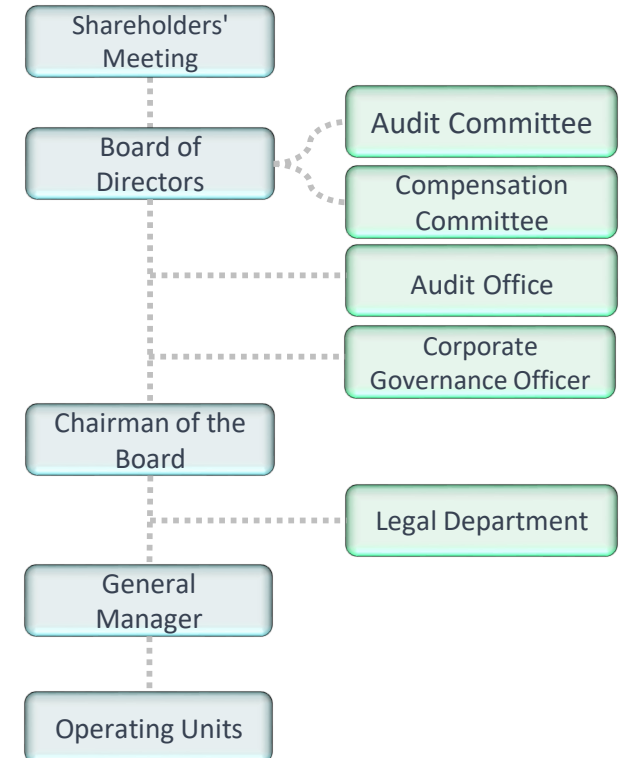 Shareholders'
Meeting
Board of
Directors
Audit Committee
Compensation
Committee
Audit Office
Corporate
Governance Officer
Chairman of the
Board
Legal Department
General
Manager
Operating Units